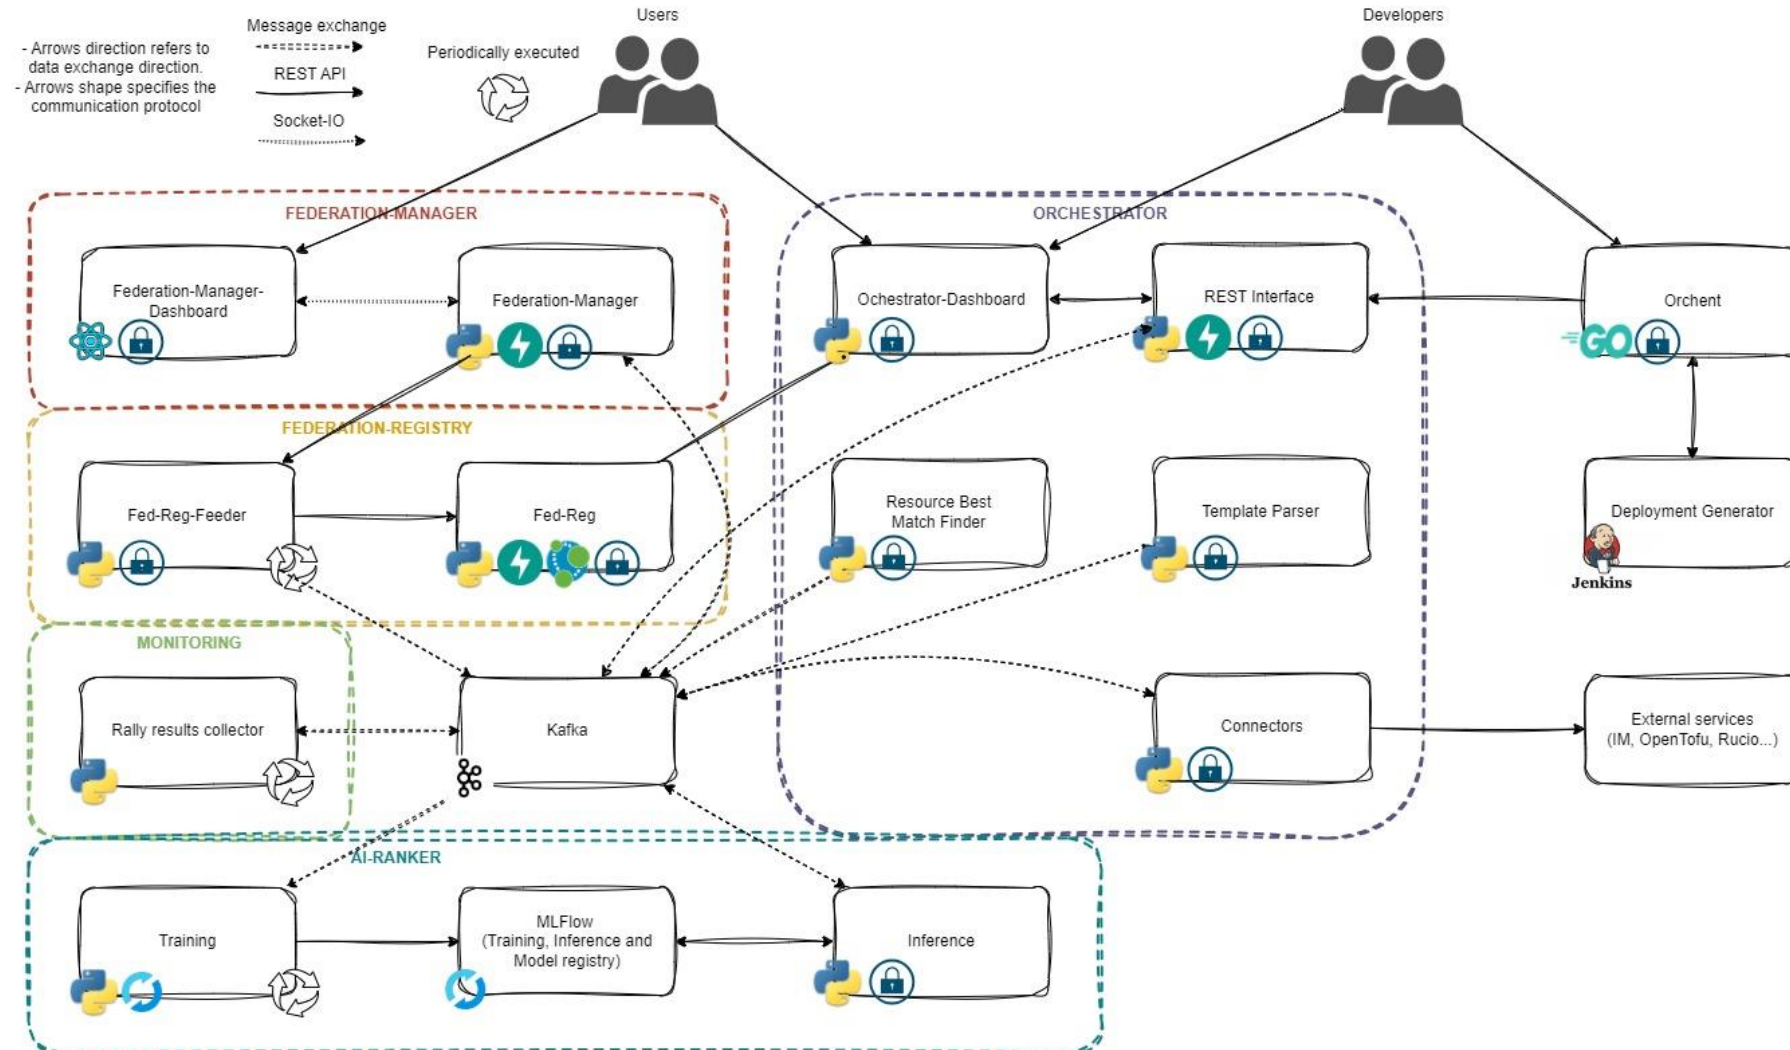 Users
Developers
Message exchange
- Arrows direction refers to
data exchange direction.
- Arrows shape specifies the
communication protocol
REST API
Socket-IO
Periodically executed
FEDERATION-MANAGER
ORCHESTRATOR
Federation-Manager-
Dashboard
Federation-Manager
Ochestrator-Dashboard
REST Interface
Orchent
GO
FEDERATION-REGISTRY
Fed-Reg-Feeder
Fed-Reg
Resource Best
Match Finder
Template Parser
Deployment Generator
Jenkins
MONITORING
Rally results collector
Kafka
Connectors
External services
(IM, OpenTofu, Rucio...)
AI-RANKER
Training
MLFlow
(Training, Inference and
Model registry)
Inference